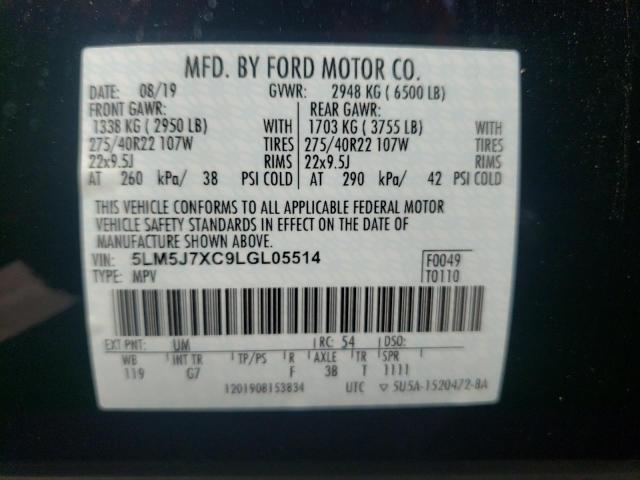 MFD. BY FORD MOTOR CO.
DATE: 08/19 GVWR: 2948 KG ( 6500 LB)
FRONT GAWR: REAR GAWR:
1338 KG ( 2950 LB) WITH 1703 KG ( 3755 LB) WITH
275/40R22 107W TIRES 275/40R22 107W TIRES
22x9.5J RIMS 22x9.5J RIMS
AT 260 kPa/ 38 PSI COLD AT 290 kPa/ 42 PSI COLD
THIS VEHICLE CONFORMS TO ALL APPLICABLE FEDERAL MOTOR
VEHICLE SAFETY STANDARDS IN EFFECT ON THE DATE OF
MANUFACTURE SHOWN ABOVE.
VIN: 5LM5J7XC9LGL05514 F0049
TYPE: MPV T0110
EXT PNT: UM RC: 54 DSO:
WB INT TR TP/PS R AXLE TR SPR
119 G7 F 3B T 1111
1201908153834 UTC ▽ 5U5A-1520472-BA